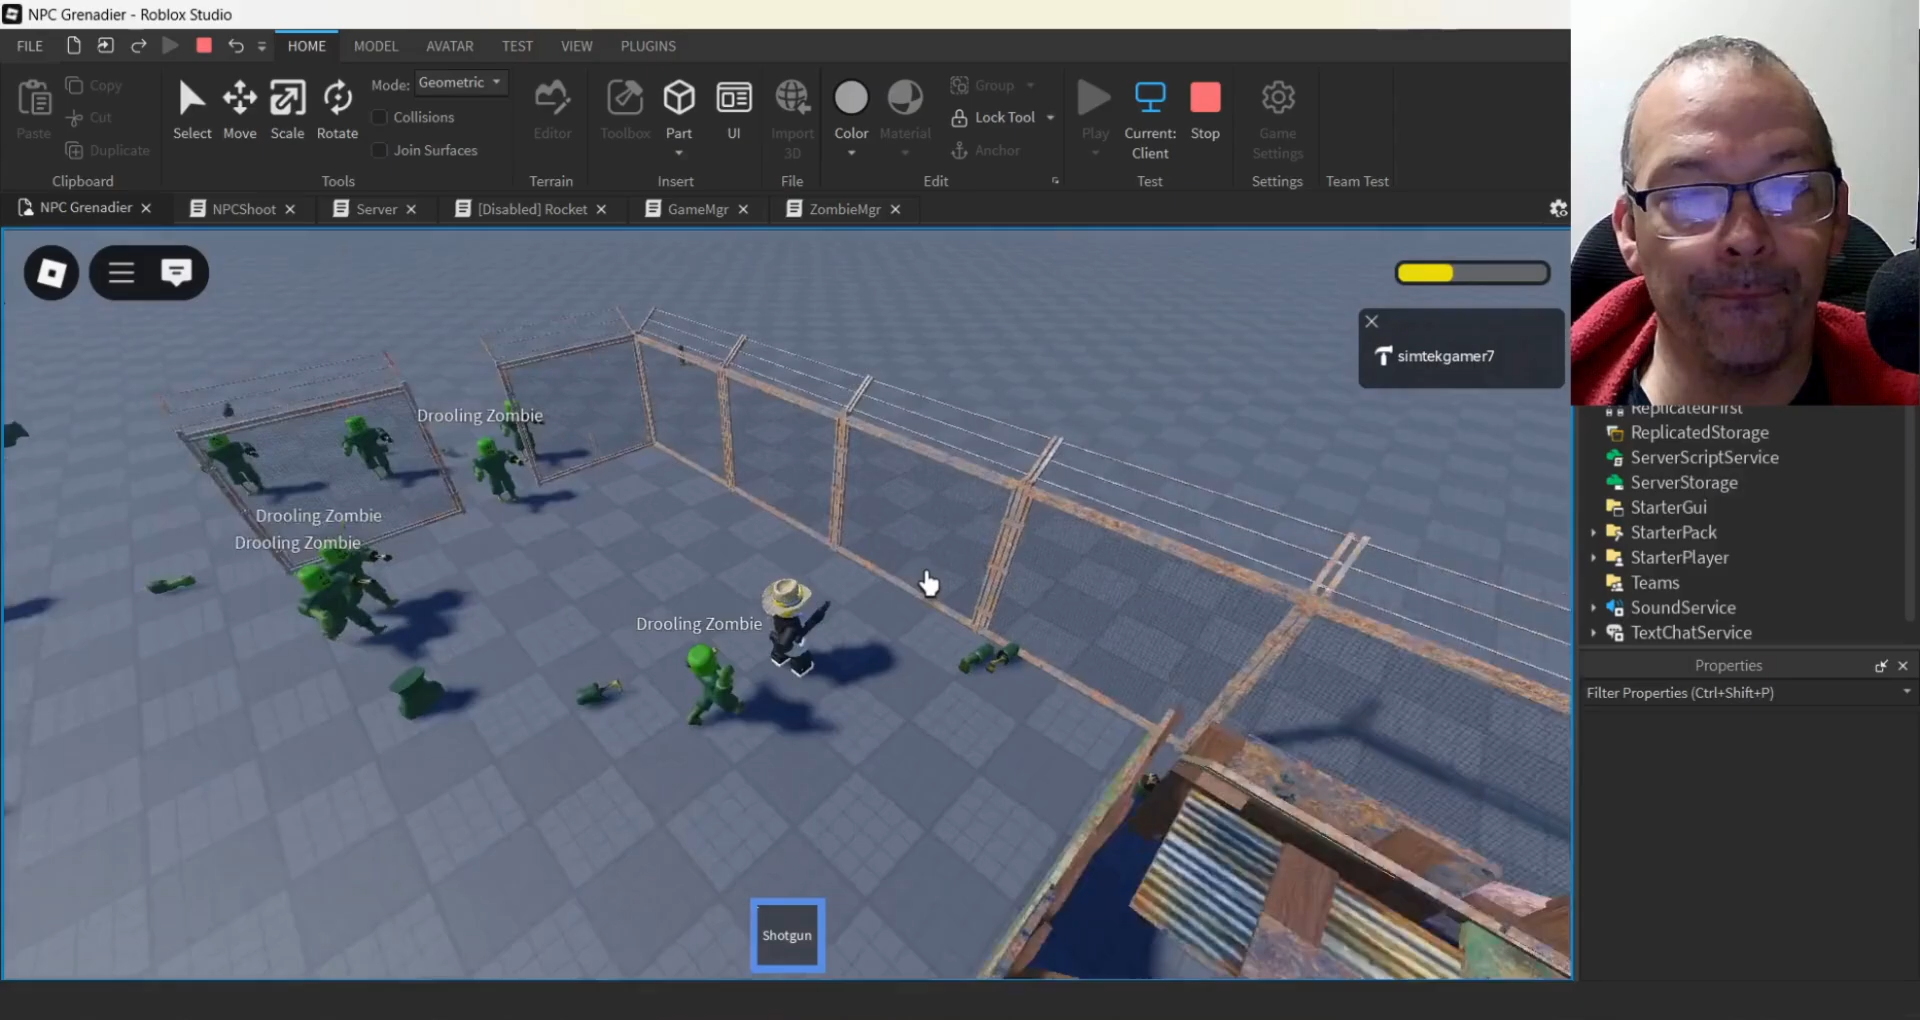 NPC Grenadier - Roblox Studio
FILE HOME MODEL AVATAR TEST VIEW PLUGINS
Paste
Copy
Cut
Duplicate
Clipboard
Select Move Scale Rotate
Mode: Geometric
Collisions
Join Surfaces
Tools
Editor
Terrain
Toolbox Part UI
Insert
Import
3D
File
Color Material
Group
Lock Tool
Anchor
Edit
Play
Current:
Client
Stop
Test
Game
Settings
Settings
Team Test
NPC Grenadier NPCShoot Server [Disabled] Rocket GameMgr ZombieMgr
simtekgamer7
Drooling Zombie
Drooling Zombie
Drooling Zombie
Drooling Zombie
Shotgun
ReplicatedFirst
ReplicatedStorage
ServerScriptService
ServerStorage
StarterGui
StarterPack
StarterPlayer
Teams
SoundService
TextChatService
Properties
Filter Properties (Ctrl+Shift+P)